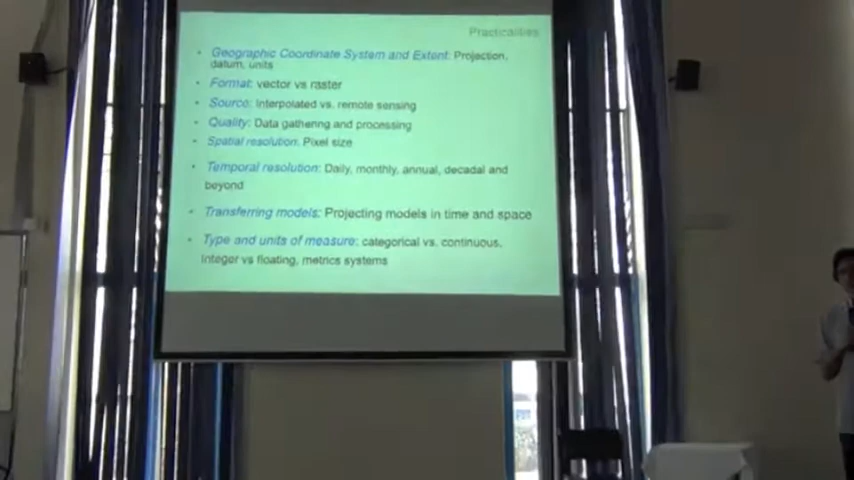 Practicalities
• Geographic Coordinate System and Extent: Projection,
datum, units
• Format: vector vs raster
• Source: Interpolated vs. remote sensing
• Quality: Data gathering and processing
• Spatial resolution: Pixel size
• Temporal resolution: Daily, monthly, annual, decadal and
beyond
• Transferring models: Projecting models in time and space
• Type and units of measure: categorical vs. continuous,
Integer vs floating, metrics systems